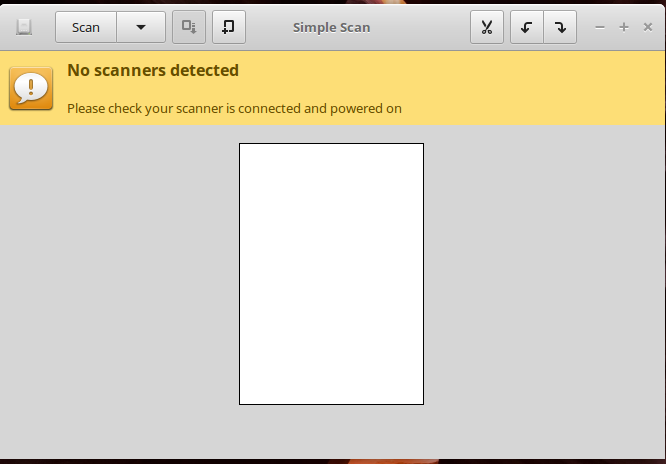 Scan
Simple Scan
No scanners detected
Please check your scanner is connected and powered on